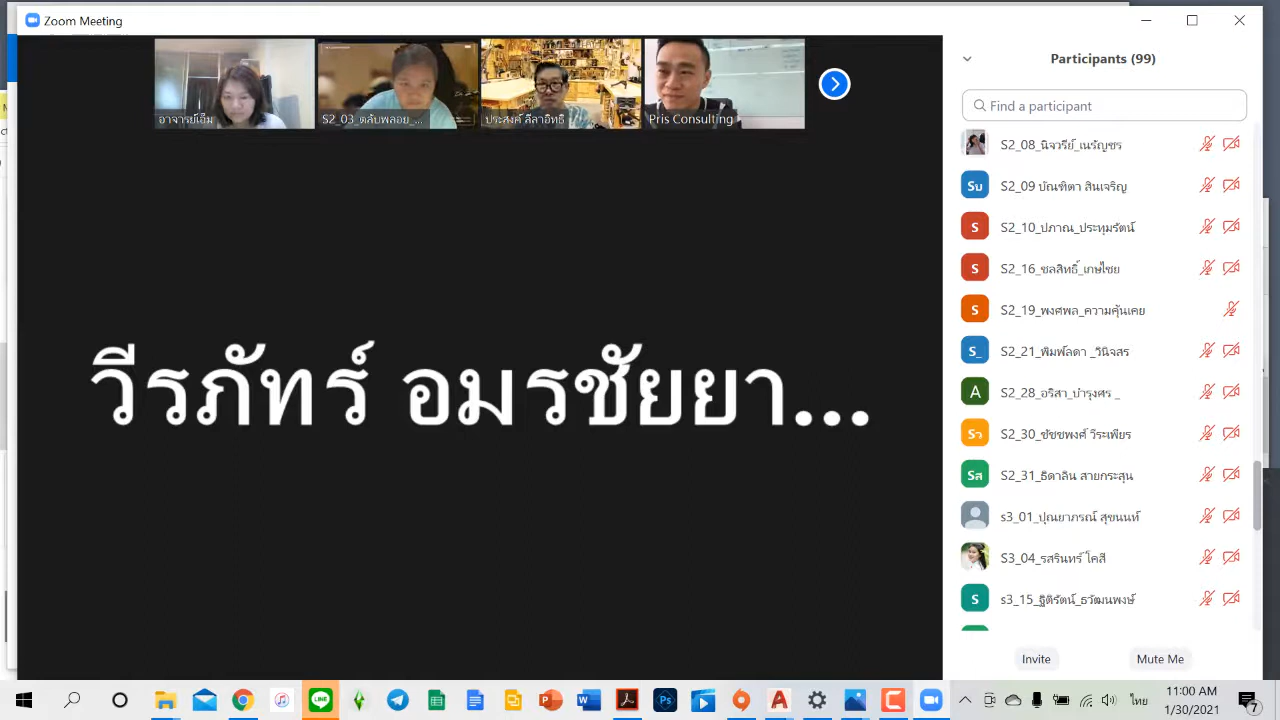 Zoom Meeting
อาจารย์เอ็ม
S2_03_ตลับพลอย_...
ประสงค์ ลีลาอิทธิ
Pris Consulting
วีรภัทร์ อมรชัยยา...
Participants (99)
Find a participant
S2_08_นิจวรีย์_เนรัญชร
Sบ S2_09 บัณฑิตา สินเจริญ
S S2_10_ปภาณ_ประทุมรัตน์
S S2_16_ชลสิทธิ์_เกษไชย
S S2_19_พงศพล_ความคุ้นเคย
S_ S2_21_พิมพ์ลดา _วินิจสร
A S2_28_อริสา_บำรุงศร _
Sว S2_30_ชัชชพงศ์ วีระเพียร
Sส S2_31_ธิดาลิน สายกระสุน
s3_01_ปุณยาภรณ์ สุขนนท์
S3_04_รสรินทร์ โคสี
S s3_15_ฐิติรัตน์_ธวัฒนพงษ์
Invite
Mute Me
LINE
Ps
ไทย
11:00 AM
1/30/2021
7